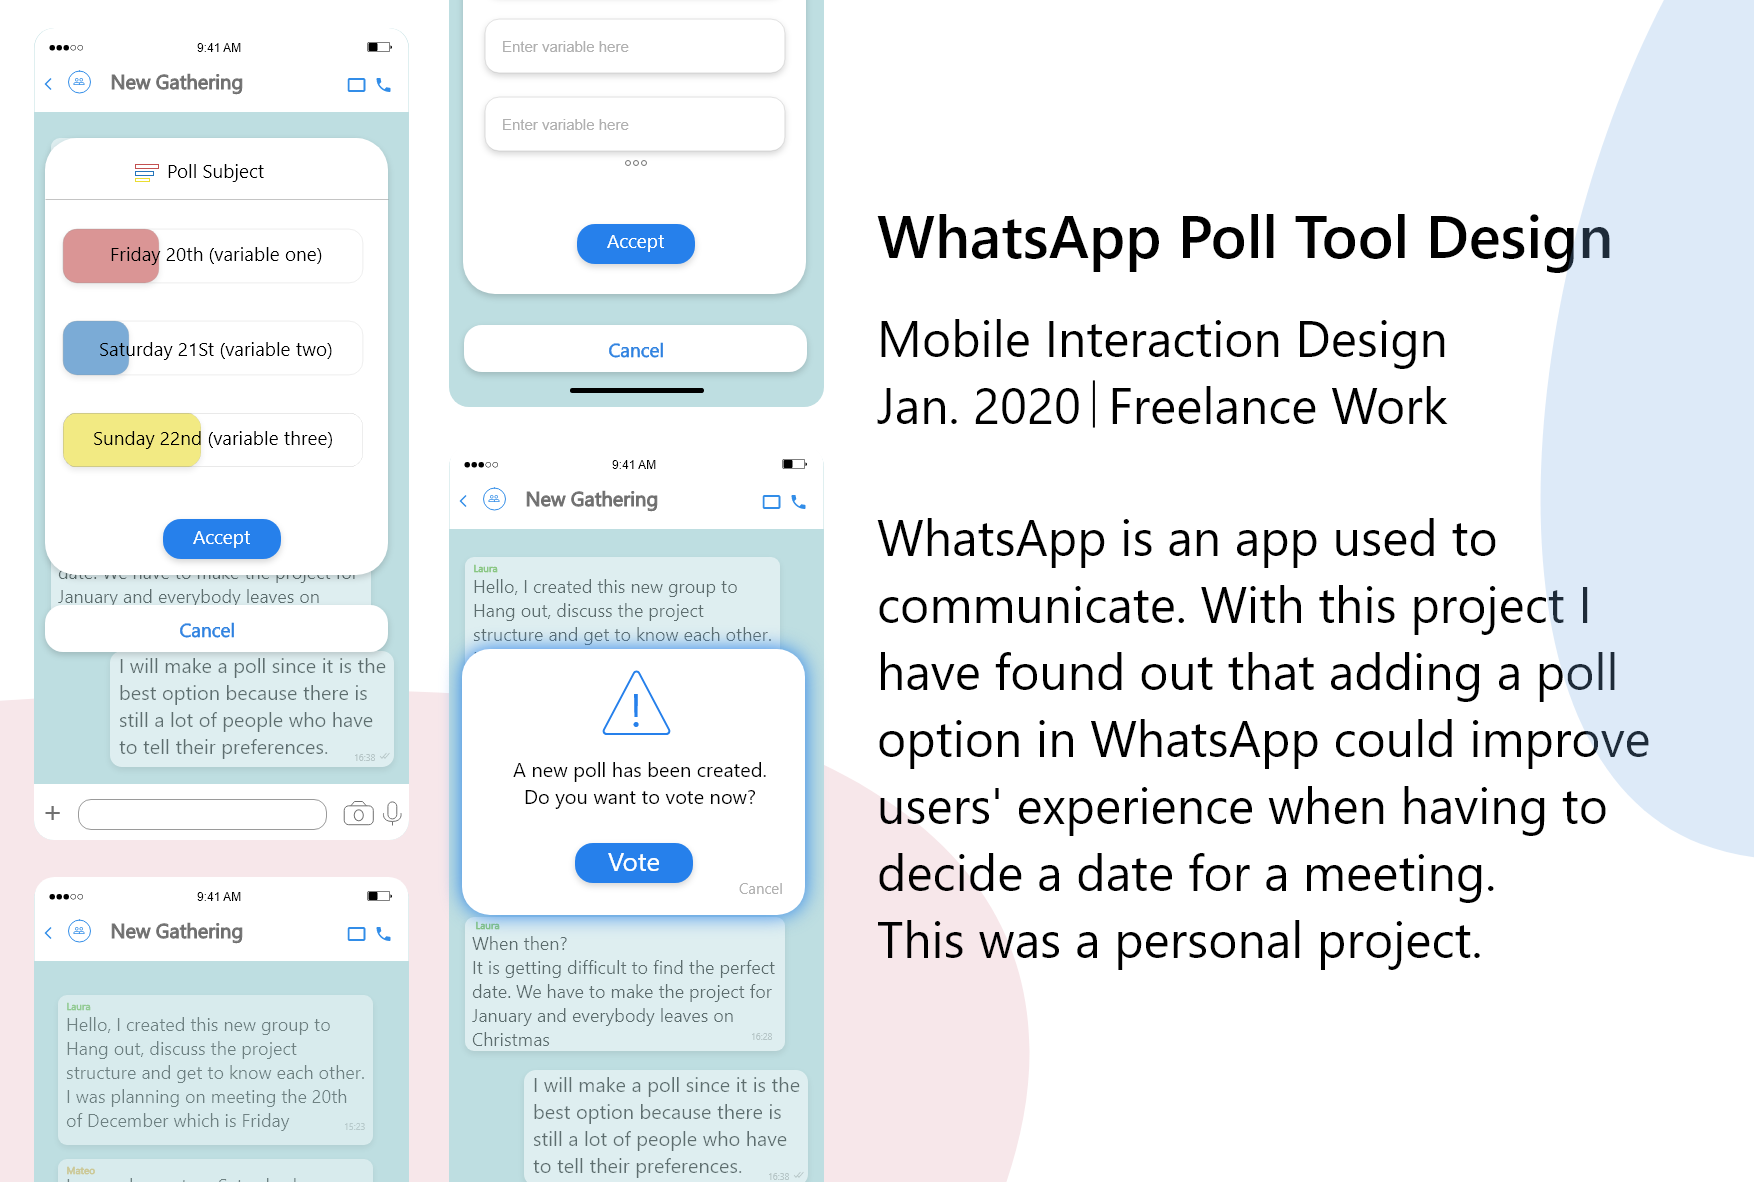 9:41 AM
New Gathering
Poll Subject
Friday 20th (variable one)
Saturday 21St (variable two)
Sunday 22nd (variable three)
Accept
date. We have to make the project for
January and everybody leaves on
Cancel
I will make a poll since it is the
best option because there is
still a lot of people who have
to tell their preferences.
16:38
9:41 AM
New Gathering
Laura
Hello, I created this new group to
Hang out, discuss the project
structure and get to know each other.
I was planning on meeting the 20th
of December which is Friday
15:23
Mateo
Enter variable here
Enter variable here
Accept
Cancel
9:41 AM
New Gathering
Laura
Hello, I created this new group to
Hang out, discuss the project
structure and get to know each other.
A new poll has been created.
Do you want to vote now?
Vote
Cancel
Laura
When then?
It is getting difficult to find the perfect
date. We have to make the project for
January and everybody leaves on
Christmas
16:28
I will make a poll since it is the
best option because there is
still a lot of people who have
to tell their preferences.
16:38
WhatsApp Poll Tool Design
Mobile Interaction Design
Jan. 2020|Freelance Work
WhatsApp is an app used to
communicate. With this project I
have found out that adding a poll
option in WhatsApp could improve
users' experience when having to
decide a date for a meeting.
This was a personal project.